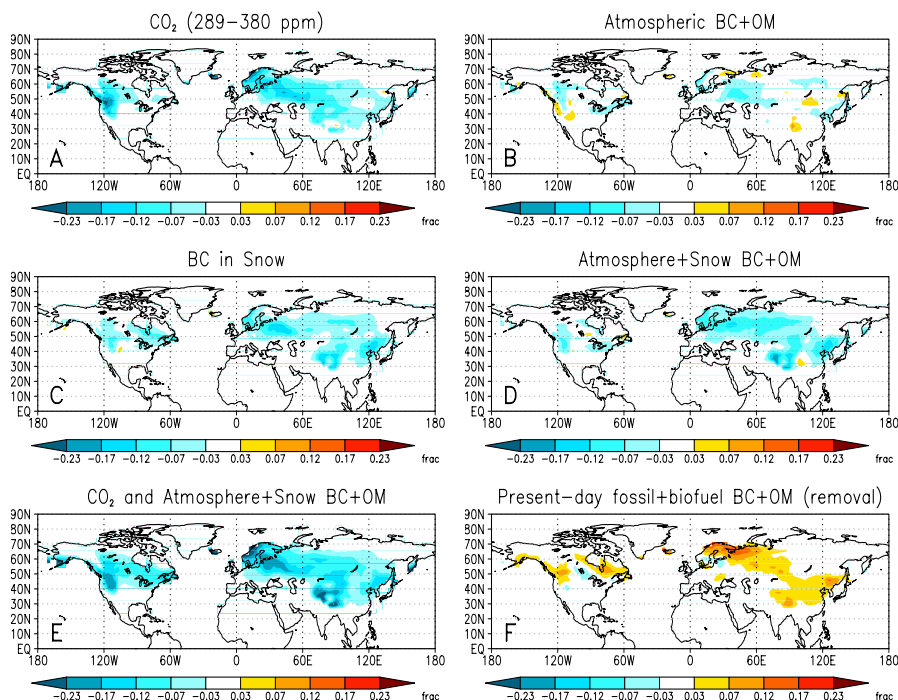 CO₂ (289–380 ppm)
Atmospheric BC+OM
90N
80N
70N
60N
50N
40N
30N
20N
10N
EQ
A
180 120W 60W 0 60E 120E 180
−0.23 −0.17 −0.12 −0.07 −0.03 0.03 0.07 0.12 0.17 0.23 frac
90N
80N
70N
60N
50N
40N
30N
20N
10N
EQ
B
180 120W 60W 0 60E 120E 180
−0.23 −0.17 −0.12 −0.07 −0.03 0.03 0.07 0.12 0.17 0.23 frac
BC in Snow
Atmosphere+Snow BC+OM
90N
80N
70N
60N
50N
40N
30N
20N
10N
EQ
C
180 120W 60W 0 60E 120E 180
−0.23 −0.17 −0.12 −0.07 −0.03 0.03 0.07 0.12 0.17 0.23 frac
90N
80N
70N
60N
50N
40N
30N
20N
10N
EQ
D
180 120W 60W 0 60E 120E 180
−0.23 −0.17 −0.12 −0.07 −0.03 0.03 0.07 0.12 0.17 0.23 frac
CO₂ and Atmosphere+Snow BC+OM
Present−day fossil+biofuel BC+OM (removal)
90N
80N
70N
60N
50N
40N
30N
20N
10N
EQ
E
180 120W 60W 0 60E 120E 180
−0.23 −0.17 −0.12 −0.07 −0.03 0.03 0.07 0.12 0.17 0.23 frac
90N
80N
70N
60N
50N
40N
30N
20N
10N
EQ
F
180 120W 60W 0 60E 120E 180
−0.23 −0.17 −0.12 −0.07 −0.03 0.03 0.07 0.12 0.17 0.23 frac